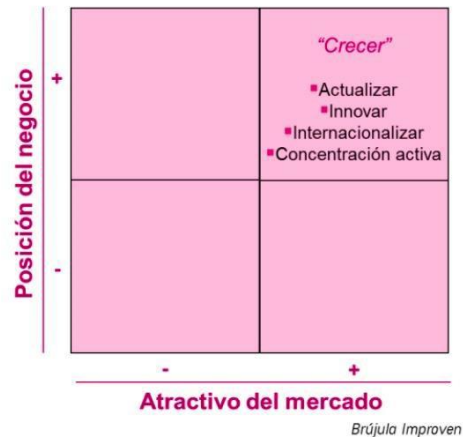 "Crecer"
▪Actualizar
▪Innovar
▪Internacionalizar
▪Concentración activa
Posición del negocio
+
-
-
+
Atractivo del mercado
Brújula Improven